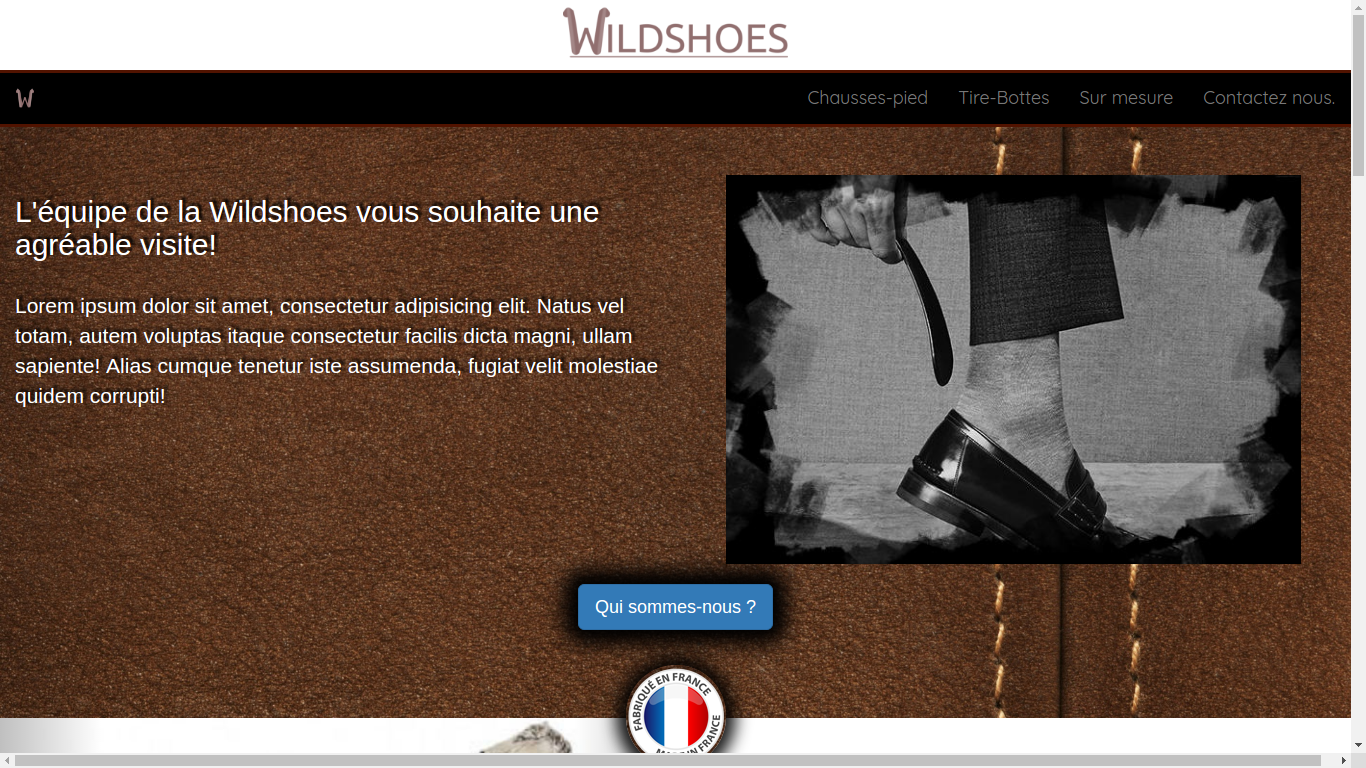 WILDSHOES
W
Chausses-pied
Tire-Bottes
Sur mesure
Contactez nous.
L'équipe de la Wildshoes vous souhaite une
agréable visite!
Lorem ipsum dolor sit amet, consectetur adipisicing elit. Natus vel
totam, autem voluptas itaque consectetur facilis dicta magni, ullam
sapiente! Alias cumque tenetur iste assumenda, fugiat velit molestiae
quidem corrupti!
Qui sommes-nous ?
FABRIQUÉ EN FRANCE
FRANCE